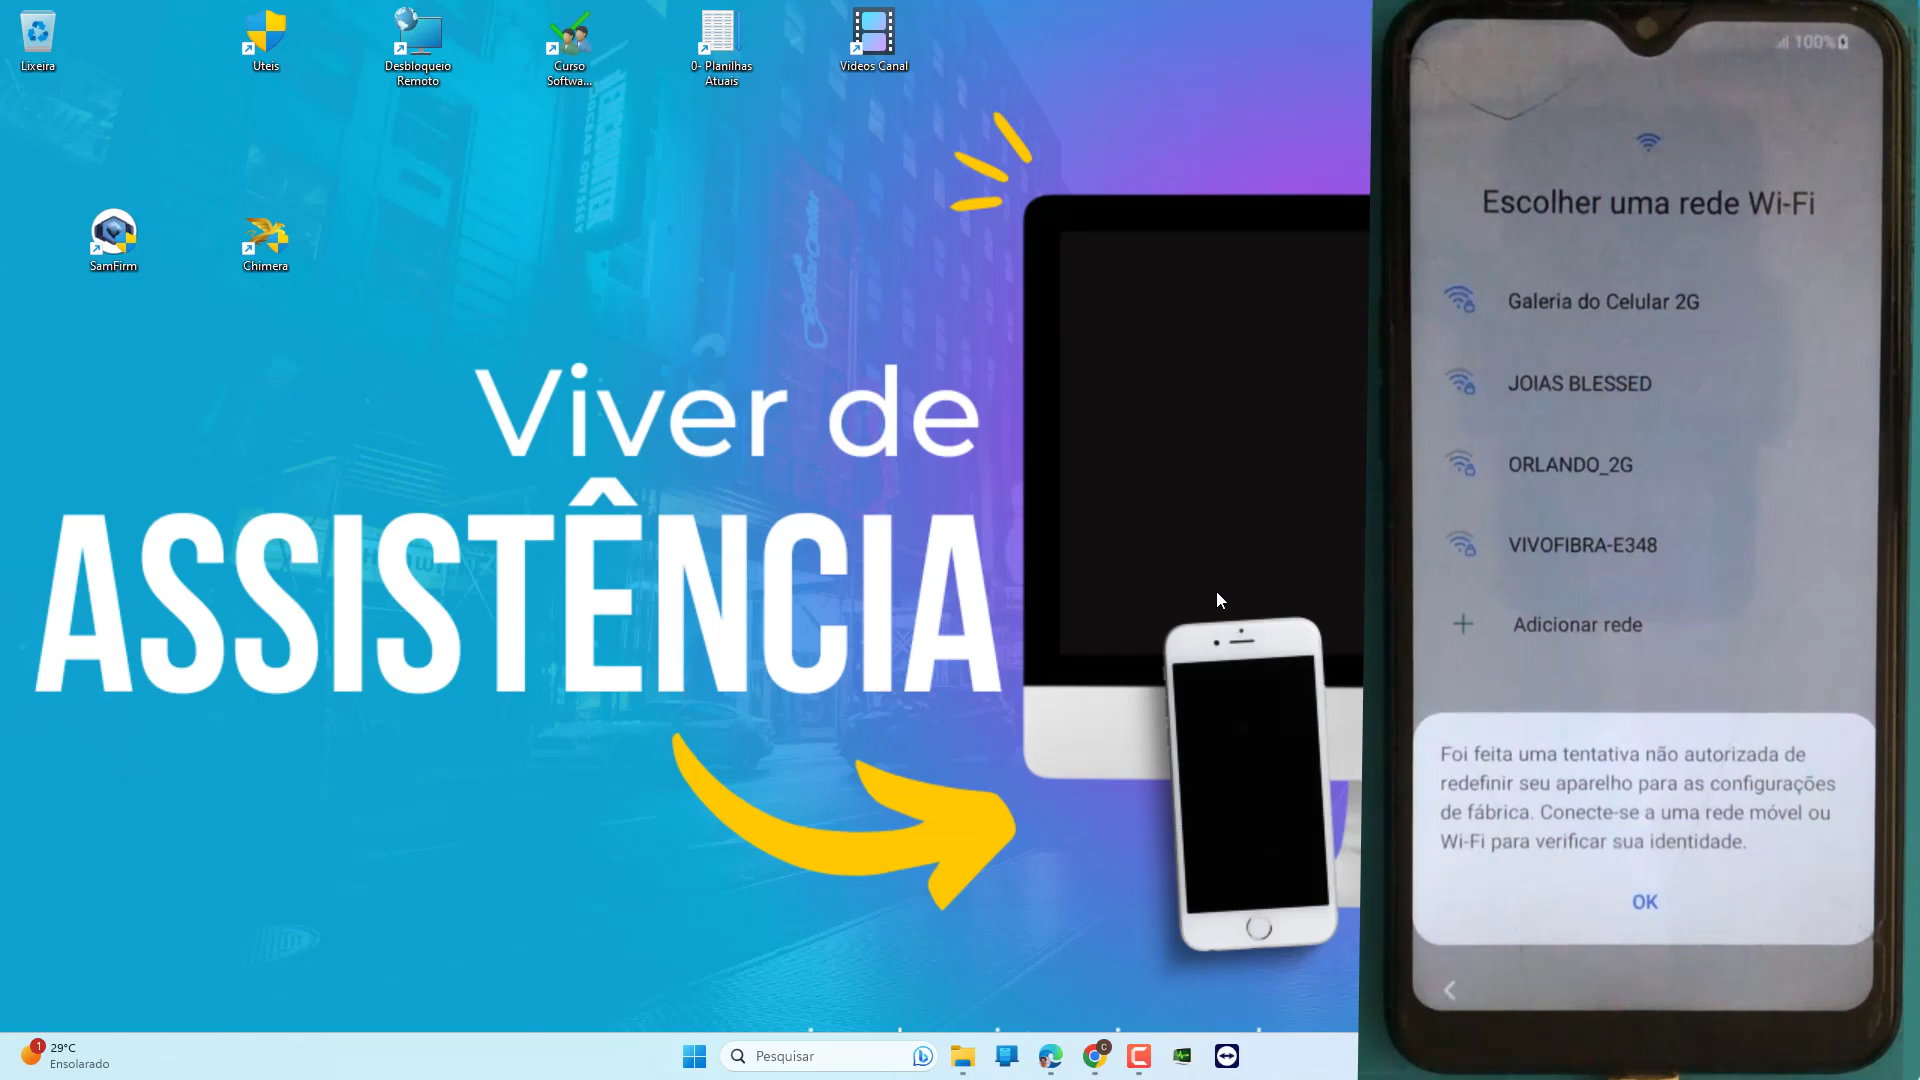 Lixeira
Uteis
Desbloqueio
Remoto
Curso
Softwa...
0- Planilhas
Atuais
Videos Canal
SamFirm
Chimera
Viver de
ASSISTÊNCIA
1
29°C
Ensolarado
Pesquisar
C
100%
Escolher uma rede Wi-Fi
Galeria do Celular 2G
JOIAS BLESSED
ORLANDO_2G
VIVOFIBRA-E348
Adicionar rede
Foi feita uma tentativa não autorizada de
redefinir seu aparelho para as configurações
de fábrica. Conecte-se a uma rede móvel ou
Wi-Fi para verificar sua identidade.
OK